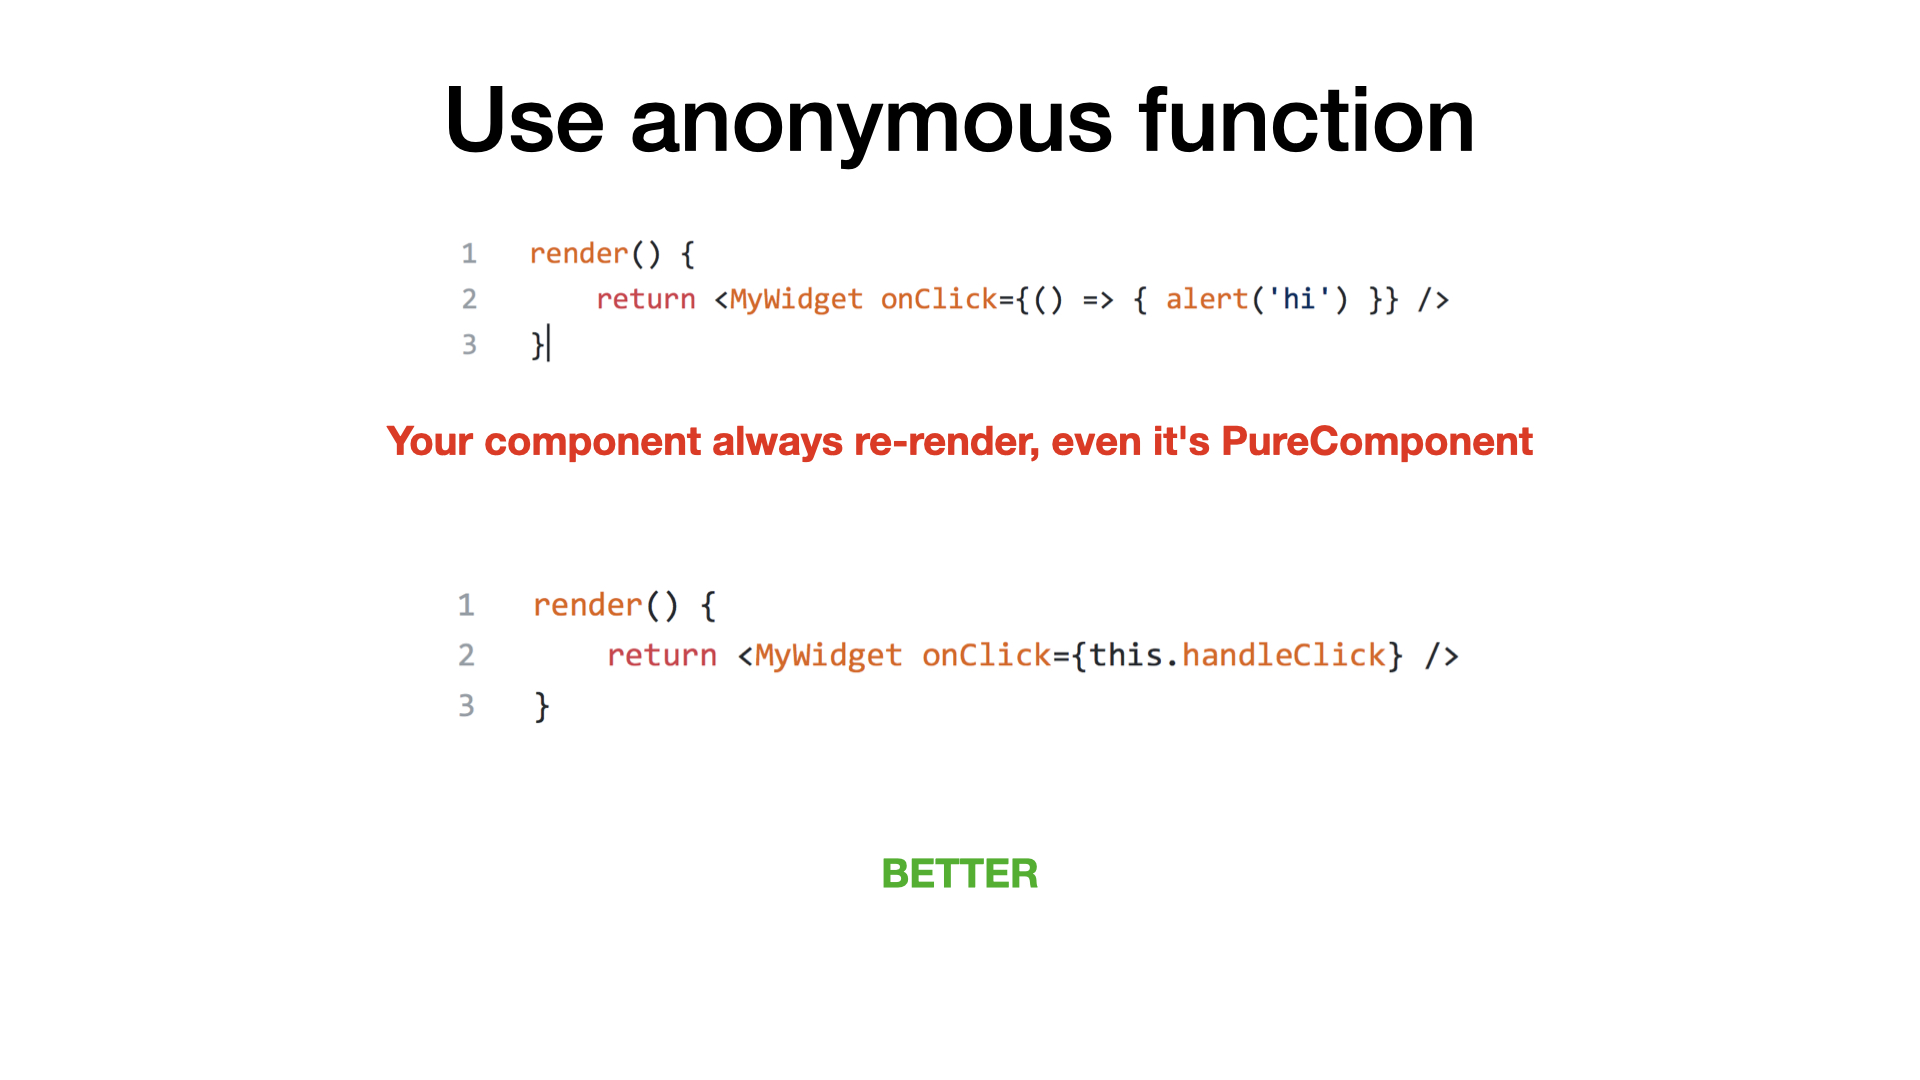 Use anonymous function
1 render() {
2 return <MyWidget onClick={() => { alert('hi') }} />
3 }
Your component always re-render, even it's PureComponent
1 render() {
2 return <MyWidget onClick={this.handleClick} />
3 }
BETTER